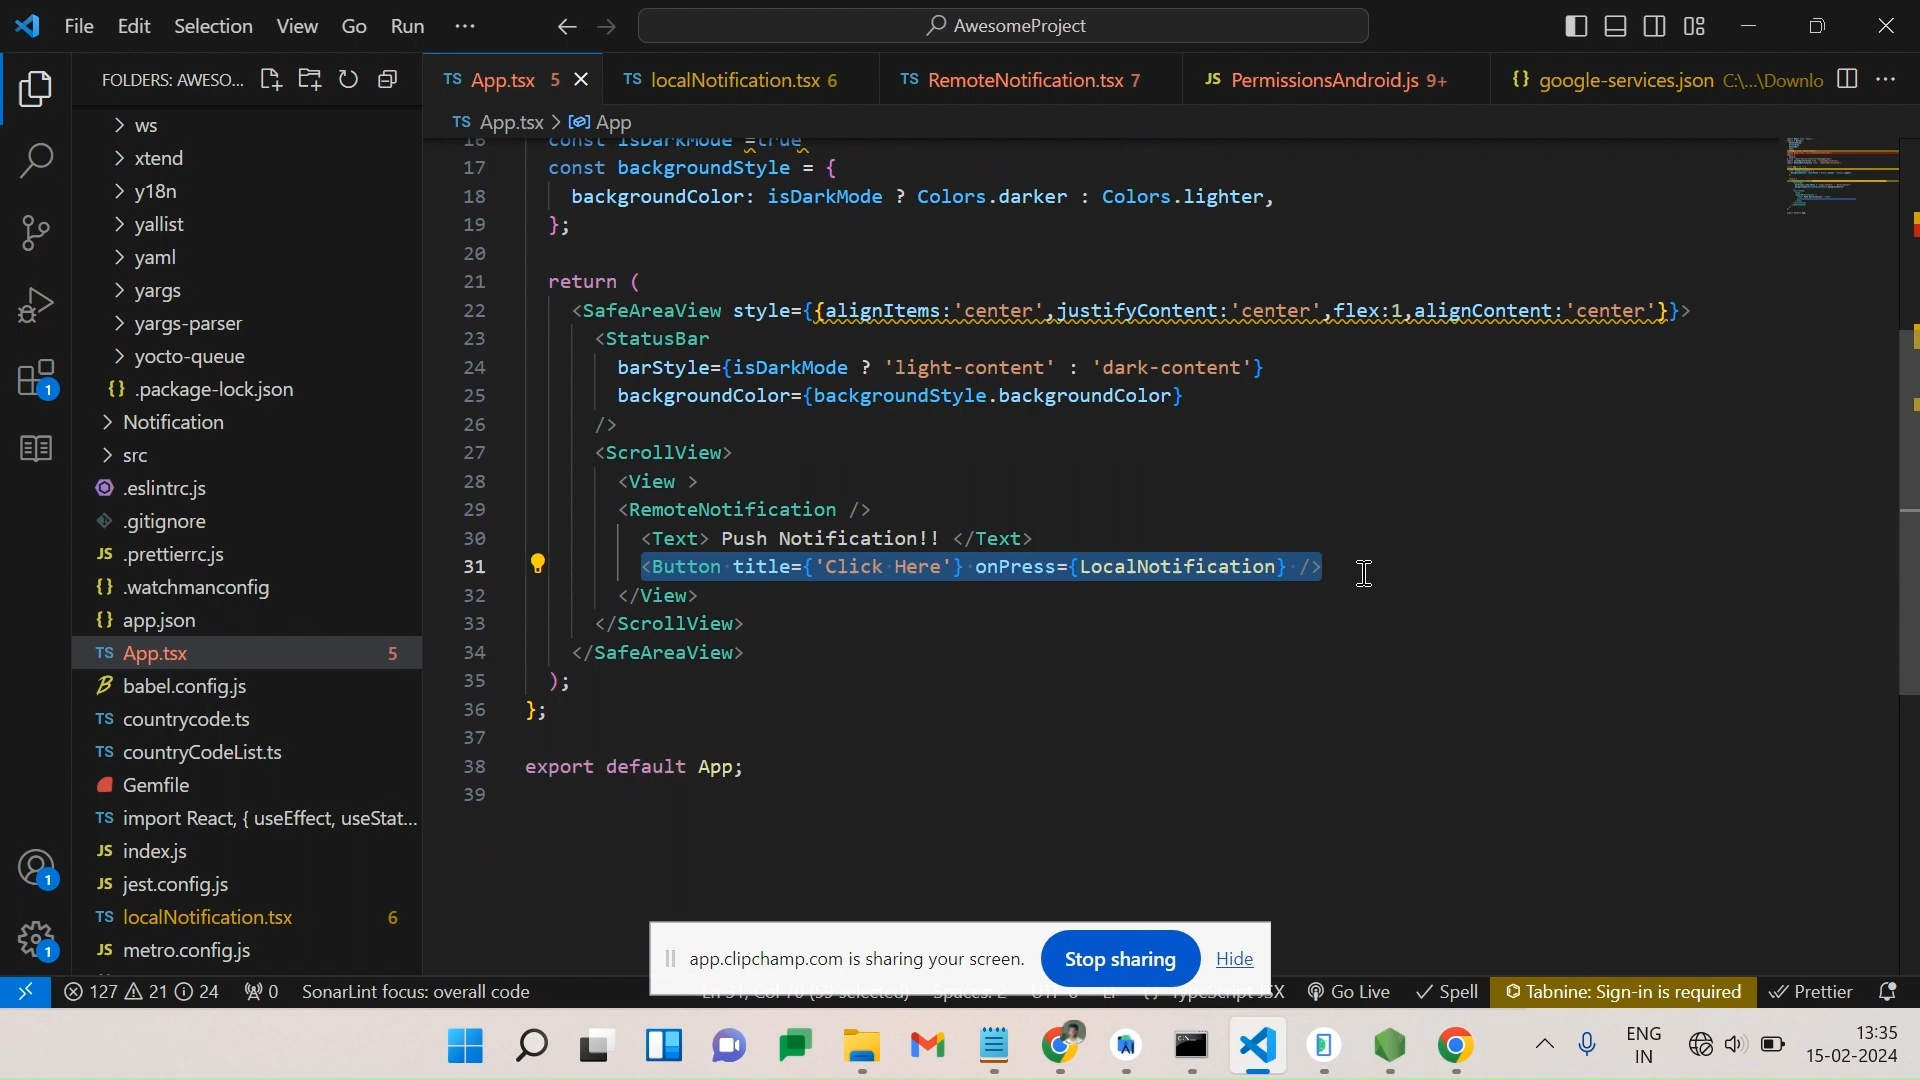 File Edit Selection View Go Run ··· AwesomeProject
FOLDERS: AWESO...
TS App.tsx 5 TS localNotification.tsx 6 TS RemoteNotification.tsx 7 JS PermissionsAndroid.js 9+ {} google-services.json C:\...\Downlo ···
TS App.tsx > App
ws
xtend
y18n
yallist
yaml
yargs
yargs-parser
yocto-queue
{} .package-lock.json
Notification
src
.eslintrc.js
.gitignore
JS .prettierrc.js
{} .watchmanconfig
{} app.json
TS App.tsx 5
babel.config.js
TS countrycode.ts
TS countryCodeList.ts
Gemfile
TS import React, { useEffect, useStat...
JS index.js
JS jest.config.js
TS localNotification.tsx 6
JS metro.config.js
16 const isDarkMode =true
17 const backgroundStyle = {
18 backgroundColor: isDarkMode ? Colors.darker : Colors.lighter,
19 };
20
21 return (
22 <SafeAreaView style={{alignItems:'center',justifyContent:'center',flex:1,alignContent:'center'}}>
23 <StatusBar
24 barStyle={isDarkMode ? 'light-content' : 'dark-content'}
25 backgroundColor={backgroundStyle.backgroundColor}
26 />
27 <ScrollView>
28 <View >
29 <RemoteNotification />
30 <Text> Push Notification!! </Text>
31 <Button title={'Click Here'} onPress={LocalNotification} />
32 </View>
33 </ScrollView>
34 </SafeAreaView>
35 );
36 };
37
38 export default App;
39
1
1
1
app.clipchamp.com is sharing your screen. Stop sharing Hide
127 21 24 0 SonarLint focus: overall code Go Live Spell Tabnine: Sign-in is required Prettier
ENG
IN
13:35
15-02-2024